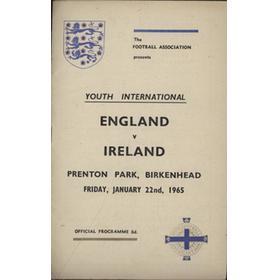 The
FOOTBALL ASSOCIATION
presents
YOUTH INTERNATIONAL
ENGLAND
v
IRELAND
PRENTON PARK, BIRKENHEAD
FRIDAY, JANUARY 22nd, 1965
OFFICIAL PROGRAMME 6d.